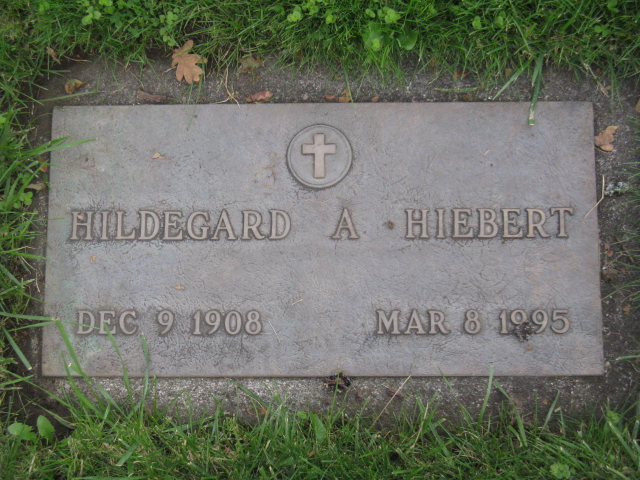 HILDEGARD A HIEBERT
DEC 9 1908 MAR 8 1995